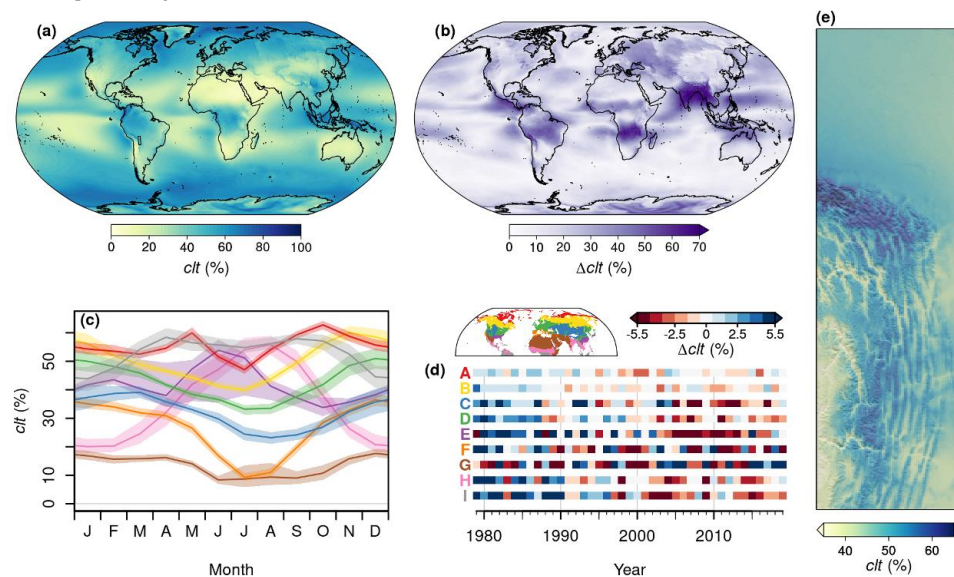 (a)
0 20 40 60 80 100
clt (%)
(b)
0 10 20 30 40 50 60 70
Δclt (%)
(c)
50
30
10
0
clt (%)
J F M A M J J A S O N D
Month
-5.5 -2.5 0 2.5 5.5
Δclt (%)
(d)
A
B
C
D
E
F
G
H
I
1980 1990 2000 2010
Year
(e)
40 50 60
clt (%)